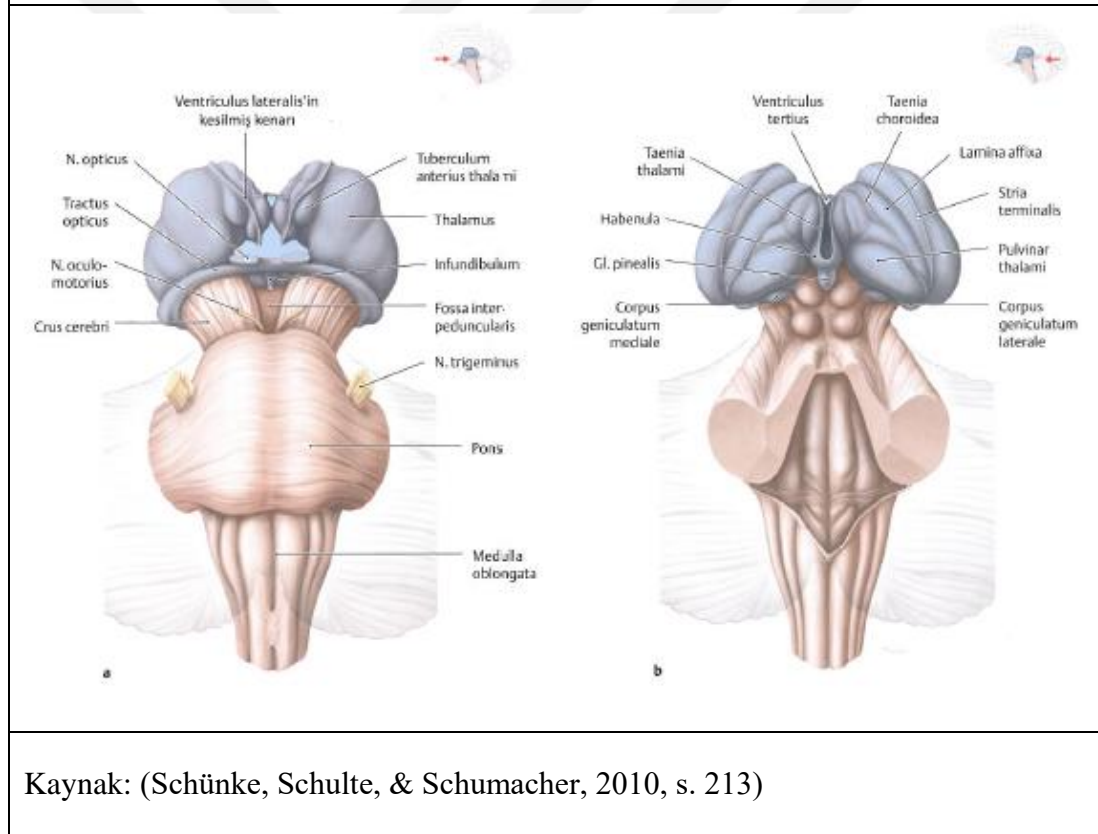 Ventriculus lateralis'in
kesilmiş kenarı
N. opticus
Tractus
opticus
N. oculo-
motorius
Crus cerebri
Tuberculum
anterius thala mi
Thalamus
Infundibulum
Fossa inter-
peduncularis
N. trigeminus
Pons
Medulla
oblongata
a
Ventriculus
tertius
Taenia
choroidea
Taenia
thalami
Lamina affixa
Habenula
Stria
terminalis
Gl. pinealis
Pulvinar
thalami
Corpus
geniculatum
mediale
Corpus
geniculatum
laterale
b
Kaynak: (Schünke, Schulte, & Schumacher, 2010, s. 213)